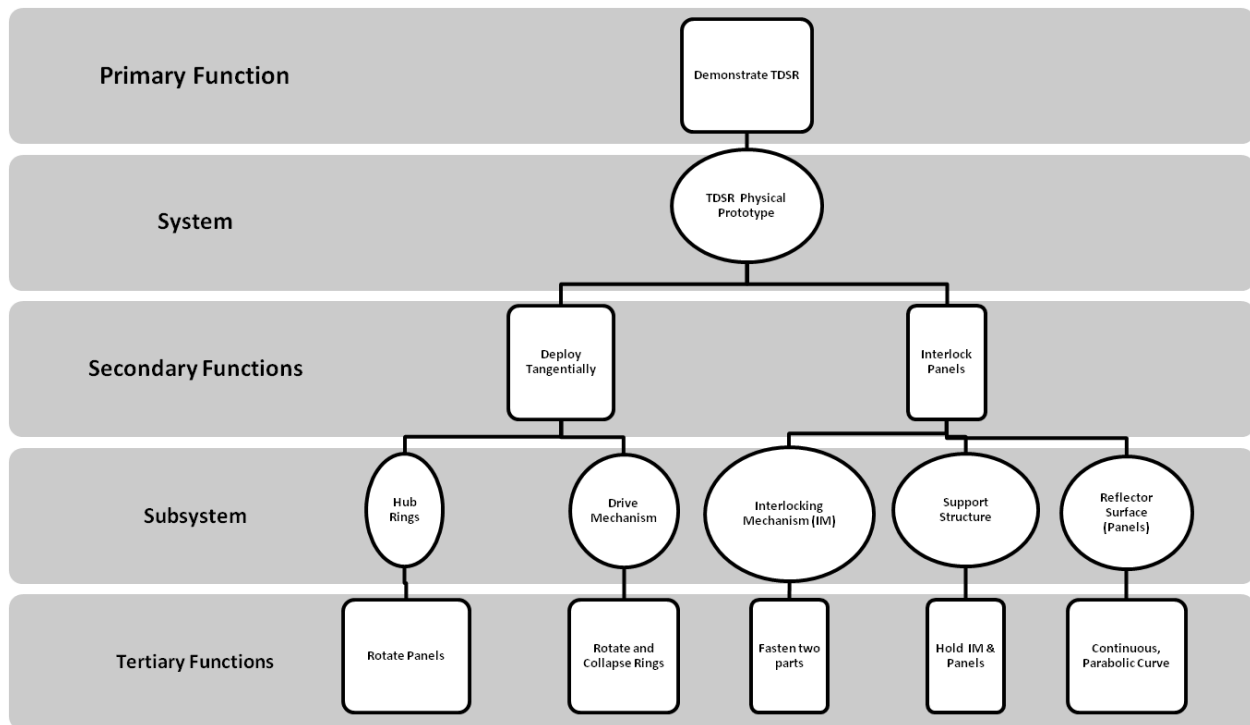 Primary Function
Demonstrate TDSR
System
TDSR Physical
Prototype
Secondary Functions
Deploy
Tangentially
Interlock
Panels
Subsystem
Hub
Rings
Drive
Mechanism
Interlocking
Mechanism (IM)
Support
Structure
Reflector
Surface
(Panels)
Tertiary Functions
Rotate Panels
Rotate and
Collapse Rings
Fasten two
parts
Hold IM &
Panels
Continuous,
Parabolic Curve